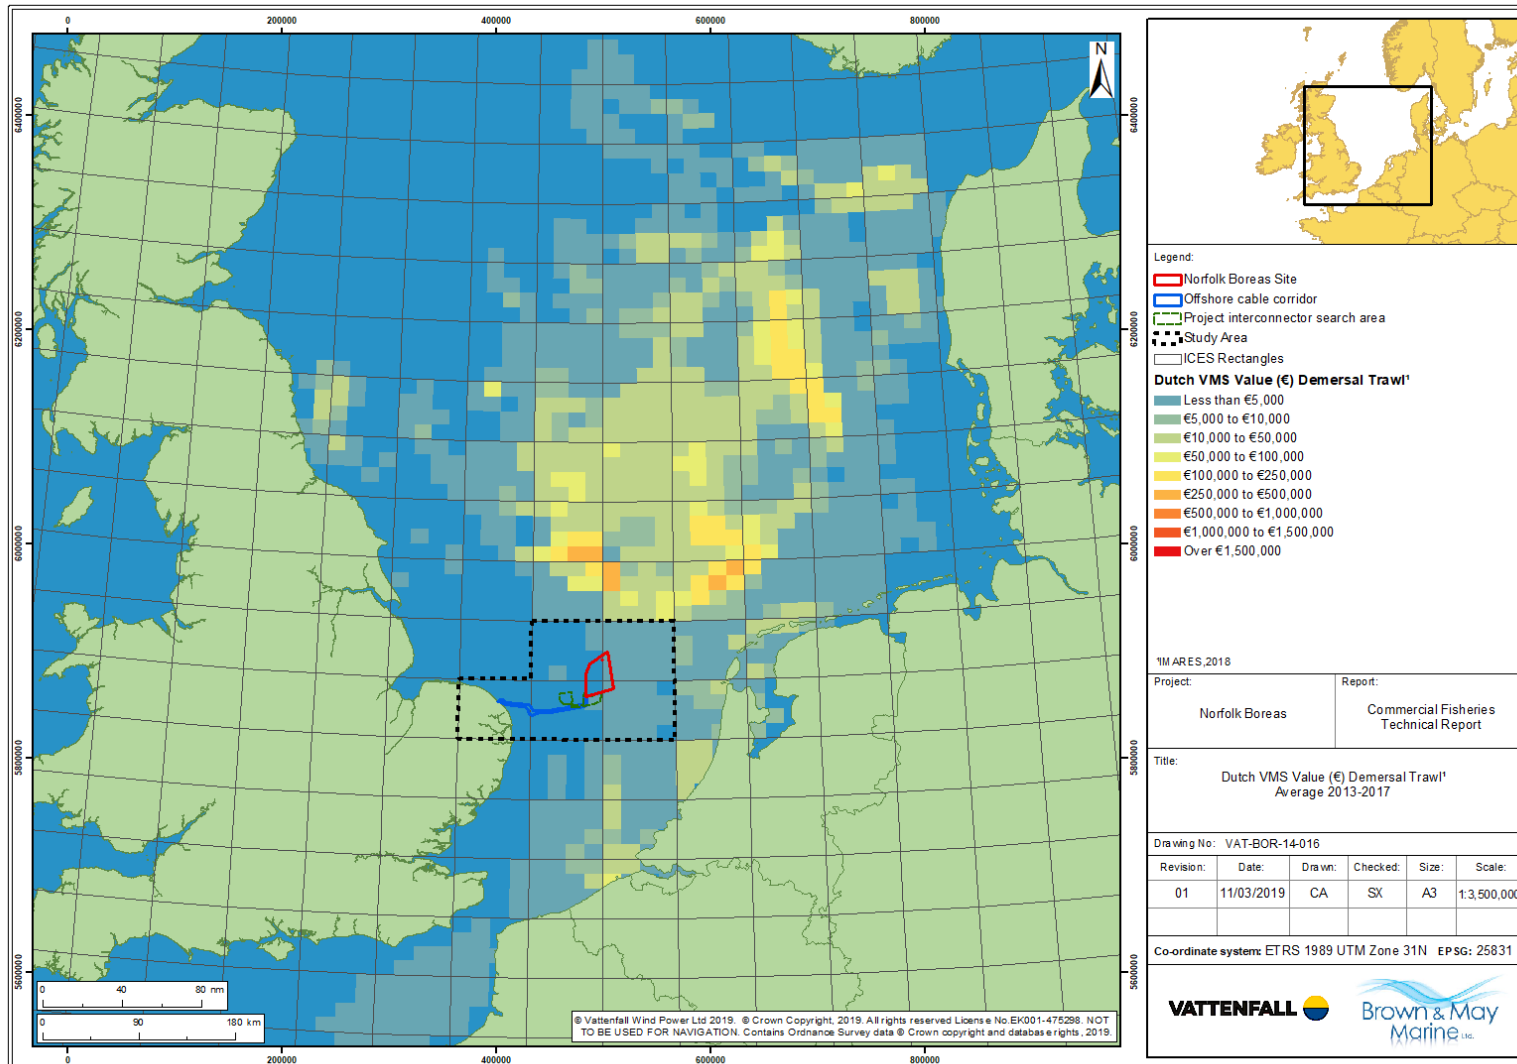 0 200000 400000 600000 800000
6400000 6400000
6200000 6200000
6000000 6000000
5800000 5800000
5600000 5600000
0 200000 400000 600000 800000
N
0 40 80 nm
0 90 180 km
© Vattenfall Wind Power Ltd 2019. © Crown Copyright, 2019. All rights reserved License No.EK001-475298. NOT
TO BE USED FOR NAVIGATION. Contains Ordnance Survey data © Crown copyright and database rights, 2019.
Legend:
Norfolk Boreas Site
Offshore cable corridor
Project interconnector search area
Study Area
ICES Rectangles
Dutch VMS Value (€) Demersal Trawl¹
Less than €5,000
€5,000 to €10,000
€10,000 to €50,000
€50,000 to €100,000
€100,000 to €250,000
€250,000 to €500,000
€500,000 to €1,000,000
€1,000,000 to €1,500,000
Over €1,500,000
¹IMARES,2018
Project: Report:
Norfolk Boreas Commercial Fisheries
Technical Report
Title:
Dutch VMS Value (€) Demersal Trawl¹
Average 2013-2017
Drawing No: VAT-BOR-14-016
Revision: Date: Drawn: Checked: Size: Scale:
01 11/03/2019 CA SX A3 1:3,500,000
Co-ordinate system: ETRS 1989 UTM Zone 31N EPSG: 25831
VATTENFALL
Brown & May
Marine Ltd.